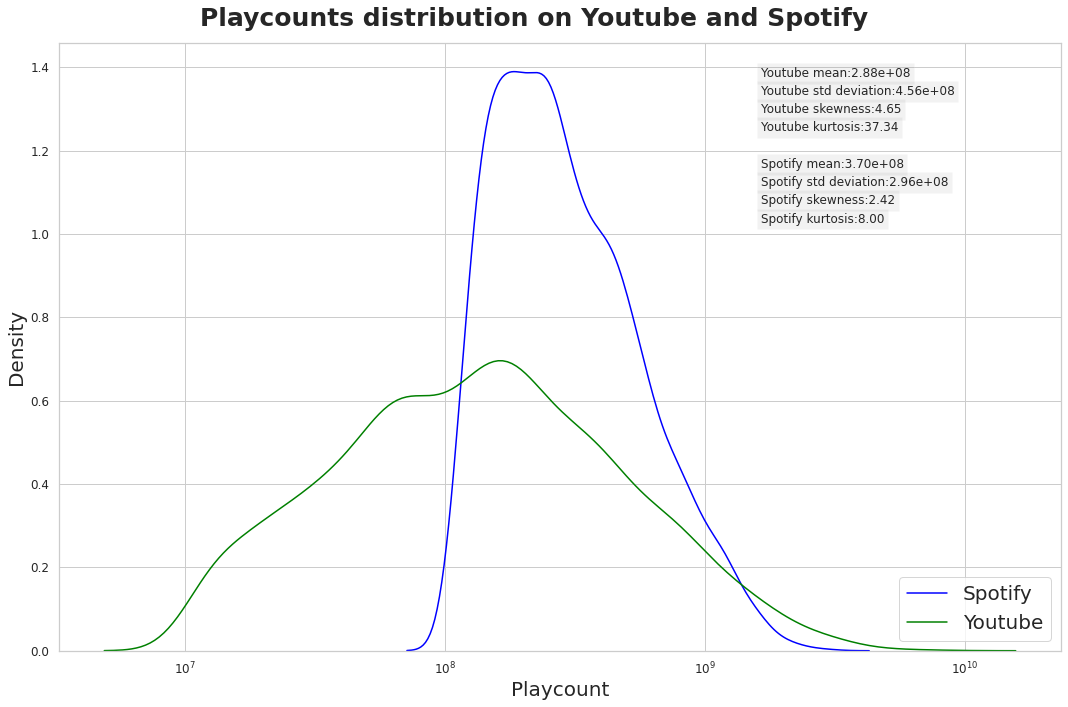 Playcounts distribution on Youtube and Spotify
Youtube mean:2.88e+08
Youtube std deviation:4.56e+08
Youtube skewness:4.65
Youtube kurtosis:37.34
Spotify mean:3.70e+08
Spotify std deviation:2.96e+08
Spotify skewness:2.42
Spotify kurtosis:8.00
Density
1.4
1.2
1.0
0.8
0.6
0.4
0.2
0.0
Spotify
Youtube
10⁷ 10⁸ 10⁹ 10¹⁰
Playcount